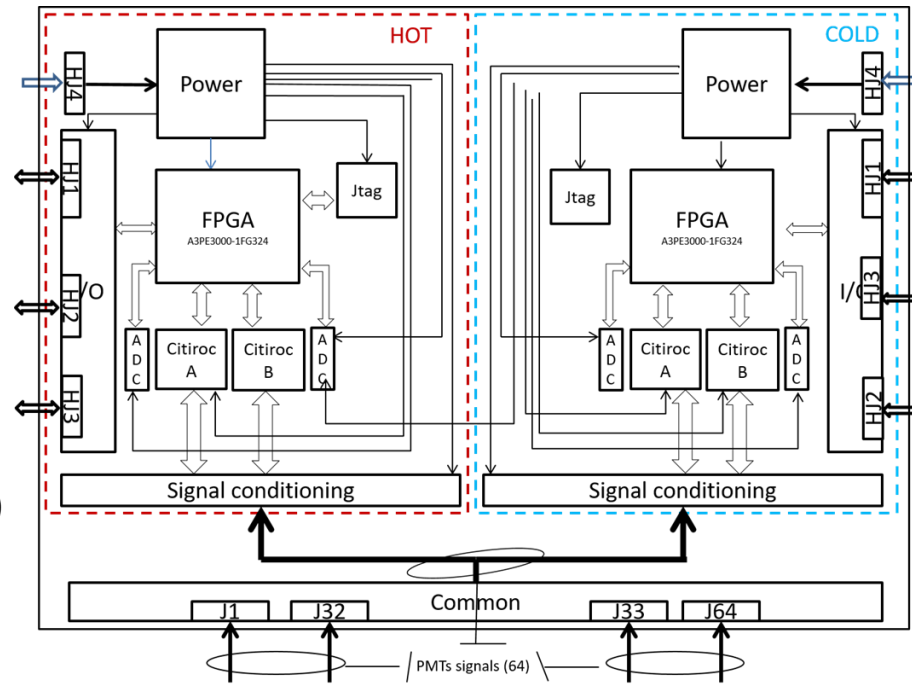 HOT
COLD
HJ4
Power
Power
HJ4
HJ1
HJ1
FPGA
A3PE3000-1FG324
Jtag
Jtag
FPGA
A3PE3000-1FG324
/O
HJ2
I/O
HJ3
ADC
Citiroc
A
Citiroc
B
ADC
ADC
Citiroc
A
Citiroc
B
ADC
HJ3
HJ2
Signal conditioning
Signal conditioning
Common
J1
J32
J33
J64
PMTs signals (64)